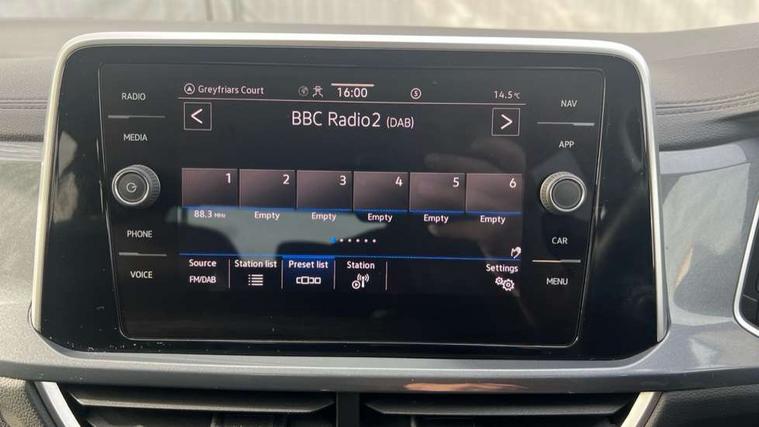 RADIO
MEDIA
PHONE
VOICE
Greyfriars Court
16:00
S
14.5°C
BBC Radio2 (DAB)
1 2 3 4 5 6
88.3 MHz Empty Empty Empty Empty Empty
Source Station list Preset list Station Settings
FM/DAB
NAV
APP
CAR
MENU